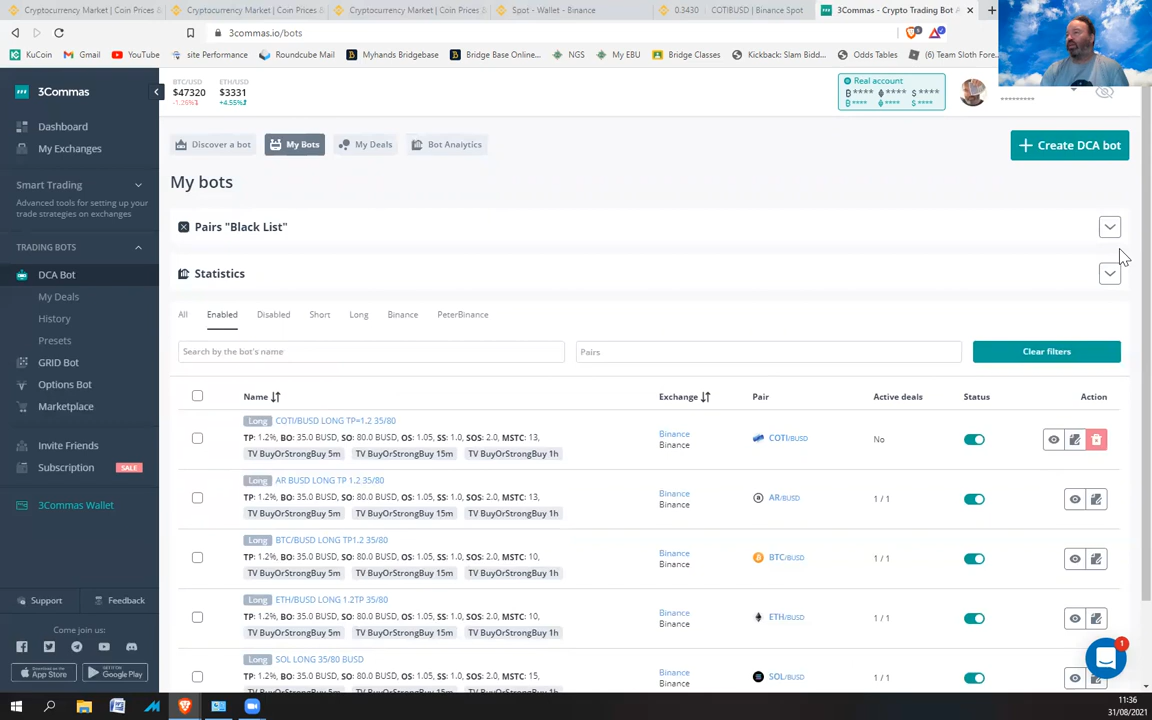 Cryptocurrency Market | Coin Prices &
Cryptocurrency Market | Coin Prices &
Cryptocurrency Market | Coin Prices &
Spot - Wallet - Binance
0.3430 COTIBUSD | Binance Spot
3Commas - Crypto Trading Bot
3commas.io/bots
KuCoin
Gmail
YouTube
site Performance
Roundcube Mail
Myhands Bridgebase
Bridge Base Online...
NGS
My EBU
Bridge Classes
Kickback: Slam Bidd...
Odds Tables
(6) Team Sloth Fore...
3Commas
BTC/USD
$47320
-1.26%
ETH/USD
$3331
+4.55%
Real account
**** **** $ ****
**** **** $ ****
*********
Dashboard
My Exchanges
Smart Trading
Advanced tools for setting up your
trade strategies on exchanges
TRADING BOTS
DCA Bot
My Deals
History
Presets
GRID Bot
Options Bot
Marketplace
Invite Friends
Subscription SALE
3Commas Wallet
Support
Feedback
Come join us:
Download on the
App Store
GET IT ON
Google Play
Discover a bot
My Bots
My Deals
Bot Analytics
+ Create DCA bot
My bots
Pairs "Black List"
Statistics
All Enabled Disabled Short Long Binance PeterBinance
Search by the bot's name
Pairs
Clear filters
Name Exchange Pair Active deals Status Action
Long COTI/BUSD LONG TP=1.2 35/80
TP: 1.2%, BO: 35.0 BUSD, SO: 80.0 BUSD, OS: 1.05, SS: 1.0, SOS: 2.0, MSTC: 13,
TV BuyOrStrongBuy 5m TV BuyOrStrongBuy 15m TV BuyOrStrongBuy 1h
Binance
Binance
COTI/BUSD
No
Long AR BUSD LONG TP 1.2 35/80
TP: 1.2%, BO: 35.0 BUSD, SO: 80.0 BUSD, OS: 1.05, SS: 1.0, SOS: 2.0, MSTC: 13,
TV BuyOrStrongBuy 5m TV BuyOrStrongBuy 15m TV BuyOrStrongBuy 1h
Binance
Binance
AR/BUSD
1 / 1
Long BTC/BUSD LONG TP1.2 35/80
TP: 1.2%, BO: 35.0 BUSD, SO: 80.0 BUSD, OS: 1.05, SS: 1.0, SOS: 2.0, MSTC: 10,
TV BuyOrStrongBuy 5m TV BuyOrStrongBuy 15m TV BuyOrStrongBuy 1h
Binance
Binance
BTC/BUSD
1 / 1
Long ETH/BUSD LONG 1.2TP 35/80
TP: 1.2%, BO: 35.0 BUSD, SO: 80.0 BUSD, OS: 1.05, SS: 1.0, SOS: 2.0, MSTC: 10,
TV BuyOrStrongBuy 5m TV BuyOrStrongBuy 15m TV BuyOrStrongBuy 1h
Binance
Binance
ETH/BUSD
1 / 1
Long SOL LONG 35/80 BUSD
TP: 1.2%, BO: 35.0 BUSD, SO: 80.0 BUSD, OS: 1.05, SS: 1.0, SOS: 2.0, MSTC: 15,
Binance
SOL/BUSD
1 / 1
1
11:36
31/08/2021